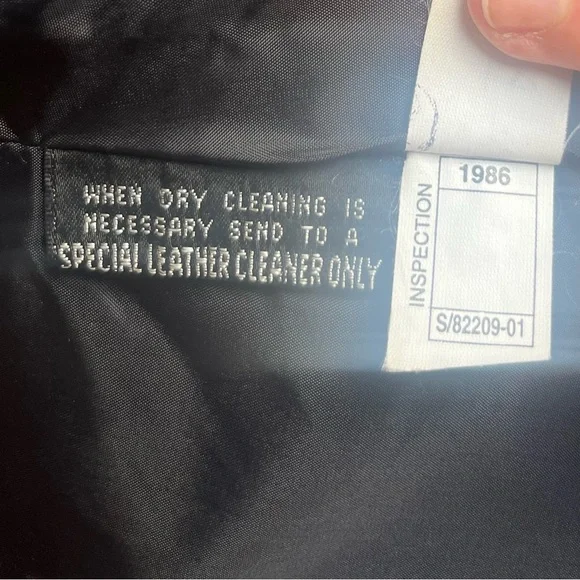 WHEN DRY CLEANING IS
NECESSARY SEND TO A
SPECIAL LEATHER CLEANER ONLY
INSPECTION
1986
S/82209-01